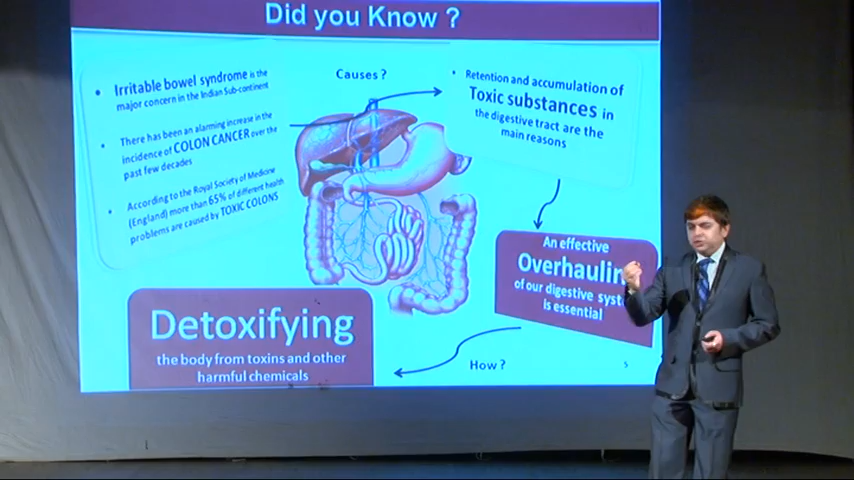 Did you Know ?
Irritable bowel syndrome is the
major concern in the Indian Sub-continent
There has been an alarming increase in the
incidence of COLON CANCER over the
past few decades
According to the Royal Society of Medicine
(England) more than 65% of different health
problems are caused by TOXIC COLONS
Causes ?
Retention and accumulation of
Toxic substances in
the digestive tract are the
main reasons
An effective
Overhaulin
of our digestive syst
is essential
How ?
Detoxifying
the body from toxins and other
harmful chemicals
5